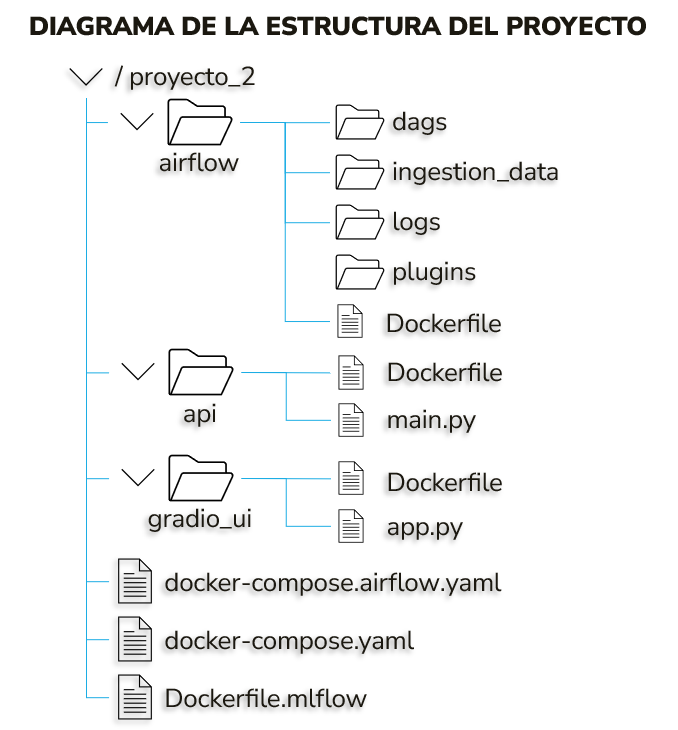 DIAGRAMA DE LA ESTRUCTURA DEL PROYECTO
/ proyecto_2
airflow
dags
ingestion_data
logs
plugins
Dockerfile
api
Dockerfile
main.py
gradio_ui
Dockerfile
app.py
docker-compose.airflow.yaml
docker-compose.yaml
Dockerfile.mlflow